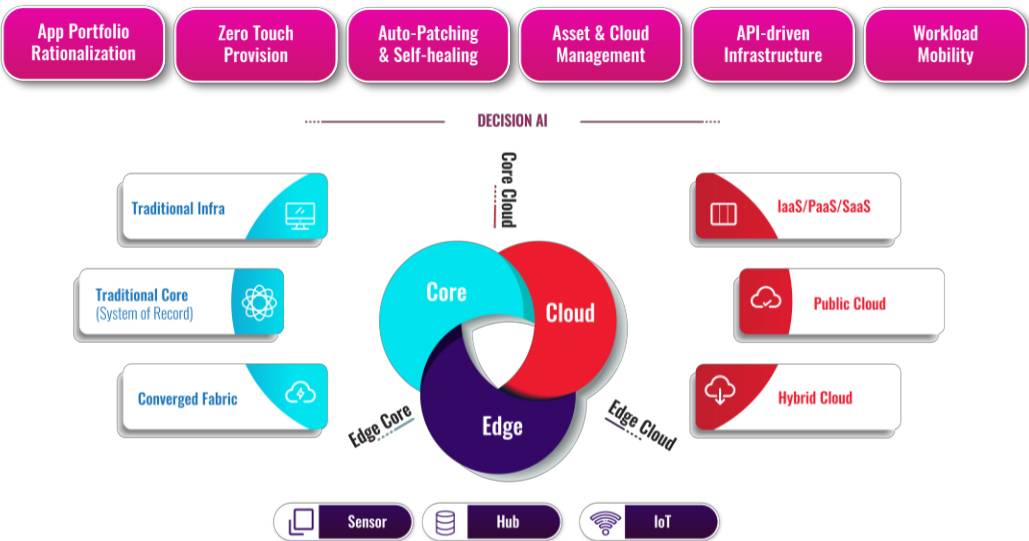 App Portfolio
Rationalization
Zero Touch
Provision
Auto-Patching
& Self-healing
Asset & Cloud
Management
API-driven
Infrastructure
Workload
Mobility
DECISION AI
Core Cloud
Traditional Infra
IaaS/PaaS/SaaS
Traditional Core
(System of Record)
Core
Cloud
Public Cloud
Converged Fabric
Hybrid Cloud
Edge Core
Edge
Edge Cloud
Sensor
Hub
IoT